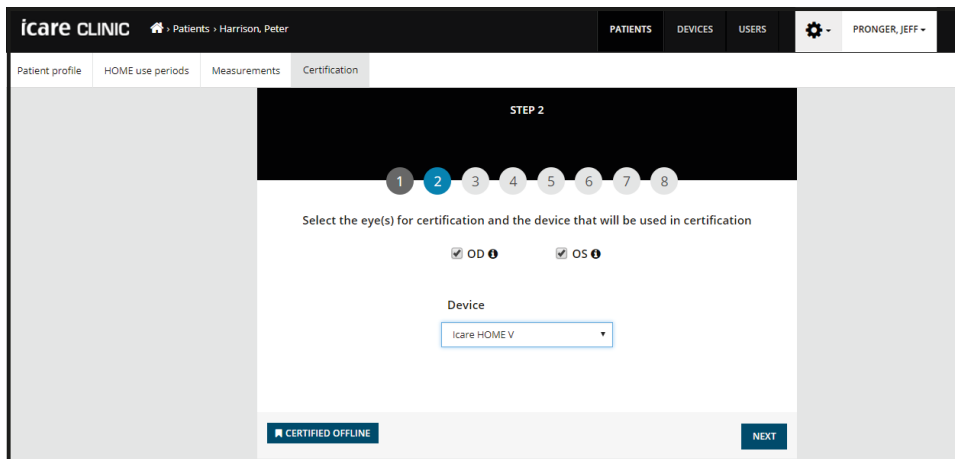 icare CLINIC › Patients › Harrison, Peter PATIENTS DEVICES USERS PRONGER, JEFF
Patient profile HOME use periods Measurements Certification
STEP 2
1 2 3 4 5 6 7 8
Select the eye(s) for certification and the device that will be used in certification
OD OS
Device
Icare HOME V
CERTIFIED OFFLINE NEXT